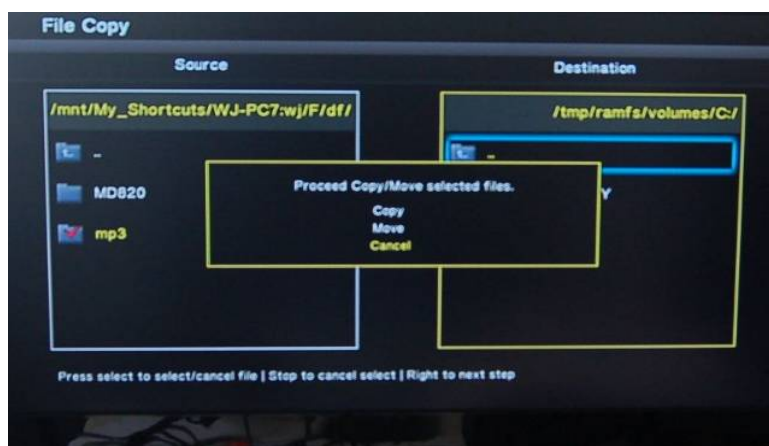 File Copy
Source
Destination
/mnt/My_Shortcuts/WJ-PC7:wj/F/df/
/tmp/ramfs/volumes/C:/
..
..
MD820
Y
mp3
Proceed Copy/Move selected files.
Copy
Move
Cancel
Press select to select/cancel file | Stop to cancel select | Right to next step